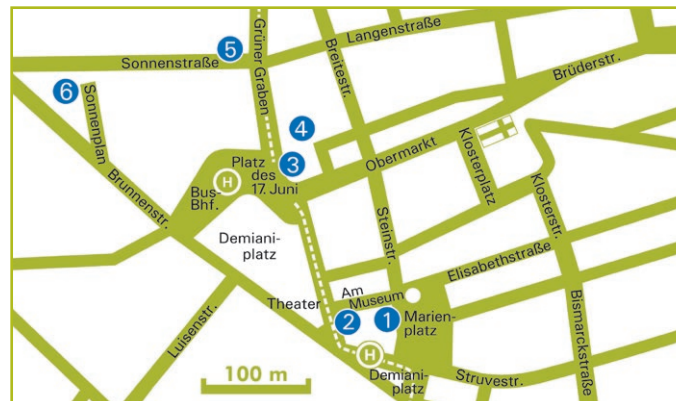 Langenstraße
Grüner Graben
Breitestr.
5
Sonnenstraße
Brüderstr.
6
Sonnenplan
4
Obermarkt
Klosterplatz
3
Platz
des
17. Juni
H
Bus-
Bhf.
Brunnenstr.
Klosterstr.
Steinstr.
Demiani-
platz
Elisabethstraße
Am
Museum
Theater
2
1
Marien-
platz
Luisenstr.
Bismarckstraße
H
100 m
Demiani-
platz
Struvestr.